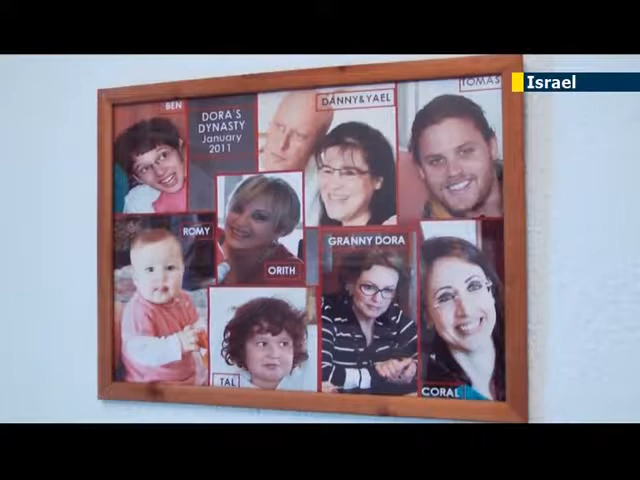 Israel
TOMAS
DANNY&YAEL
BEN
DORA'S
DYNASTY
January
2011
ROMY
ORITH
GRANNY DORA
TAL
CORAL